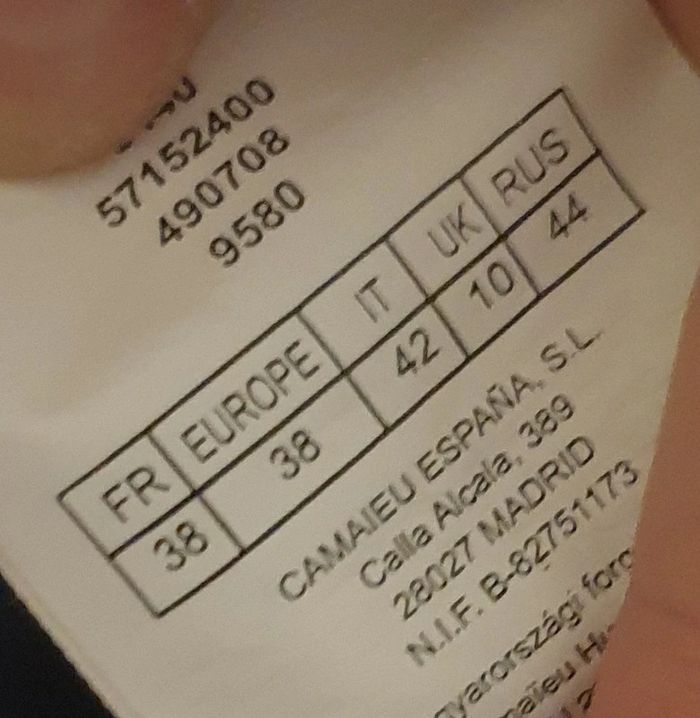 57152400
490708
9580
FR EUROPE IT UK RUS
38 38 42 10 44
CAMAIEU ESPAÑA, S.L.
Calla Alcala, 389
28027 MADRID
N.I.F. B-82751173